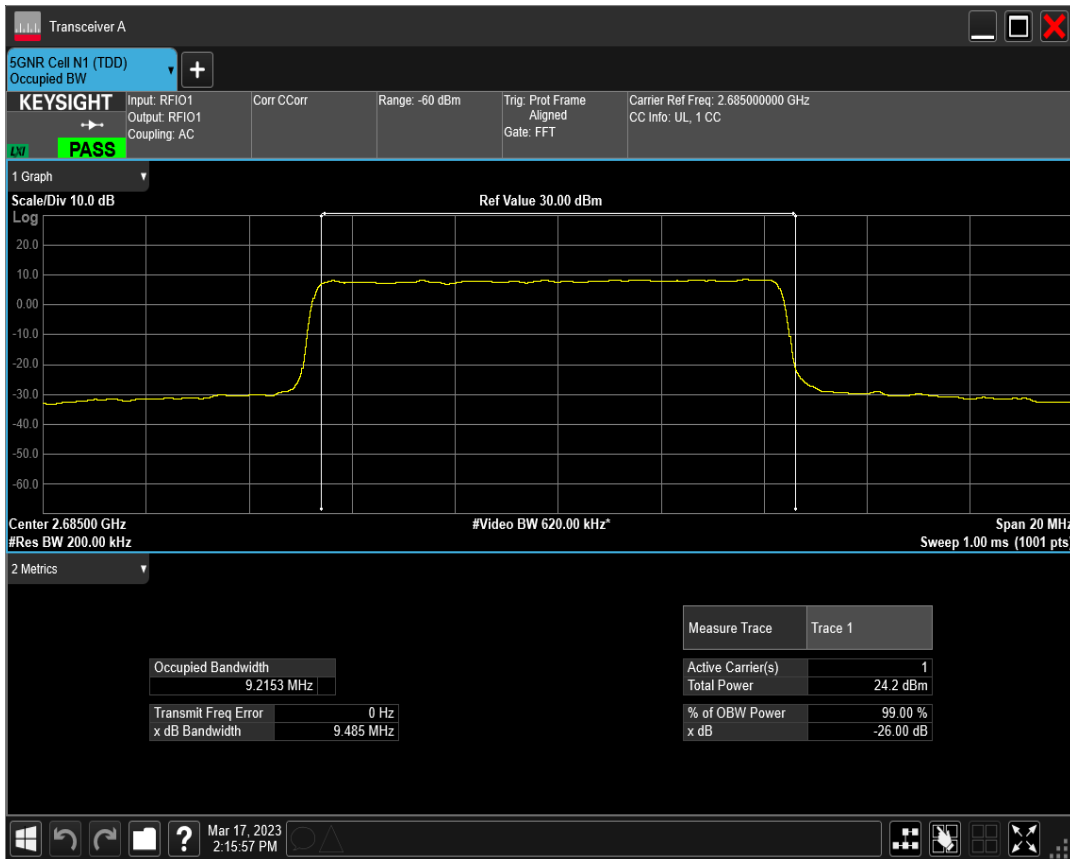 Transceiver A
5GNR Cell N1 (TDD)
Occupied BW
KEYSIGHT
LXI
PASS
Input: RFIO1
Output: RFIO1
Coupling: AC
Corr CCorr
Range: -60 dBm
Trig: Prot Frame
Aligned
Gate: FFT
Carrier Ref Freq: 2.685000000 GHz
CC Info: UL, 1 CC
1 Graph
Scale/Div 10.0 dB
Ref Value 30.00 dBm
Log
20.0
10.0
0.00
-10.0
-20.0
-30.0
-40.0
-50.0
-60.0
Center 2.68500 GHz
#Video BW 620.00 kHz*
Span 20 MHz
#Res BW 200.00 kHz
Sweep 1.00 ms (1001 pts)
2 Metrics
Measure Trace Trace 1
Occupied Bandwidth
9.2153 MHz
Active Carrier(s) 1
Total Power 24.2 dBm
Transmit Freq Error 0 Hz
x dB Bandwidth 9.485 MHz
% of OBW Power 99.00 %
x dB -26.00 dB
?
Mar 17, 2023
2:15:57 PM